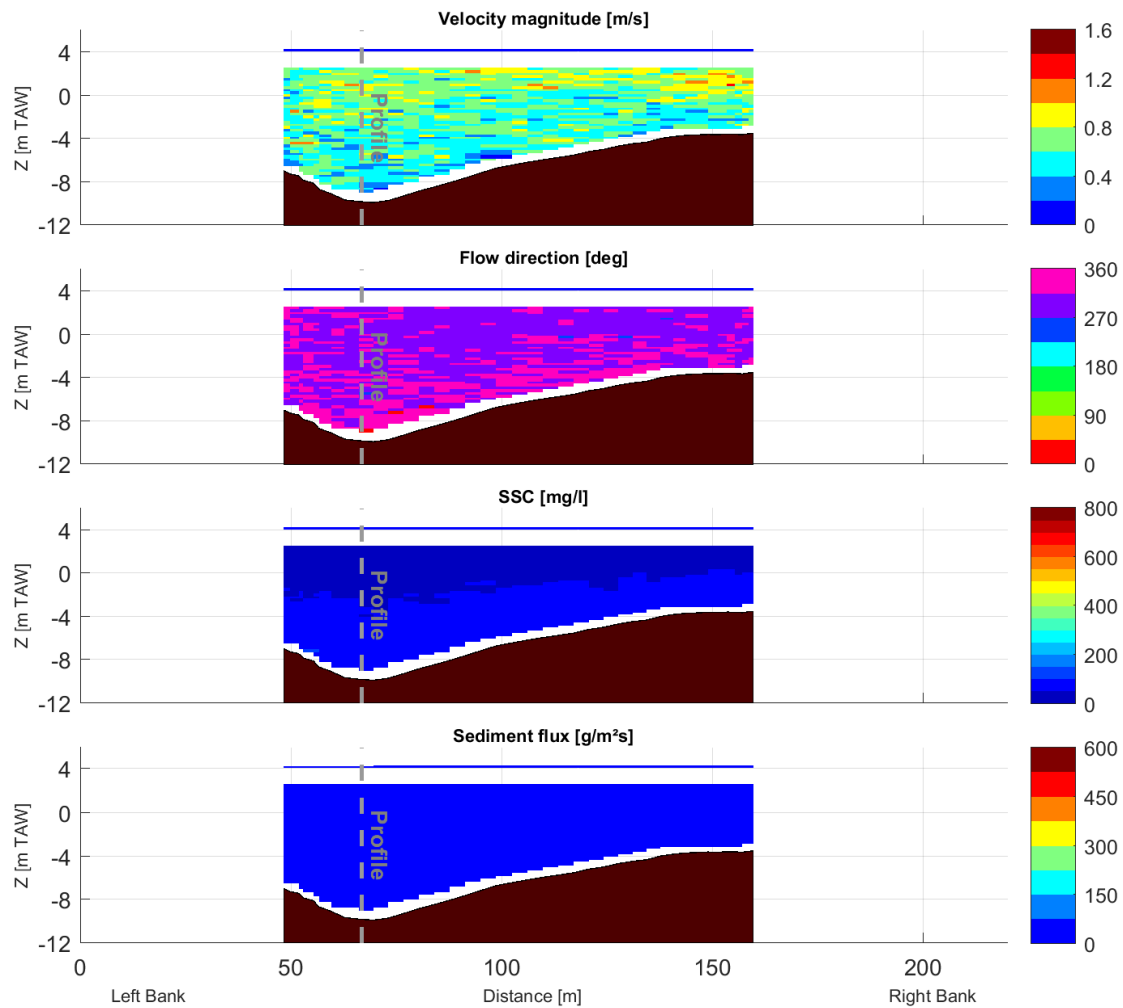 Velocity magnitude [m/s]
Z [m TAW]
4
0
-4
-8
-12
Profile
1.6
1.2
0.8
0.4
0
Flow direction [deg]
Z [m TAW]
4
0
-4
-8
-12
Profile
360
270
180
90
0
SSC [mg/l]
Z [m TAW]
4
0
-4
-8
-12
Profile
800
600
400
200
0
Sediment flux [g/m²s]
Z [m TAW]
4
0
-4
-8
-12
Profile
600
450
300
150
0
0 50 100 150 200
Left Bank Distance [m] Right Bank